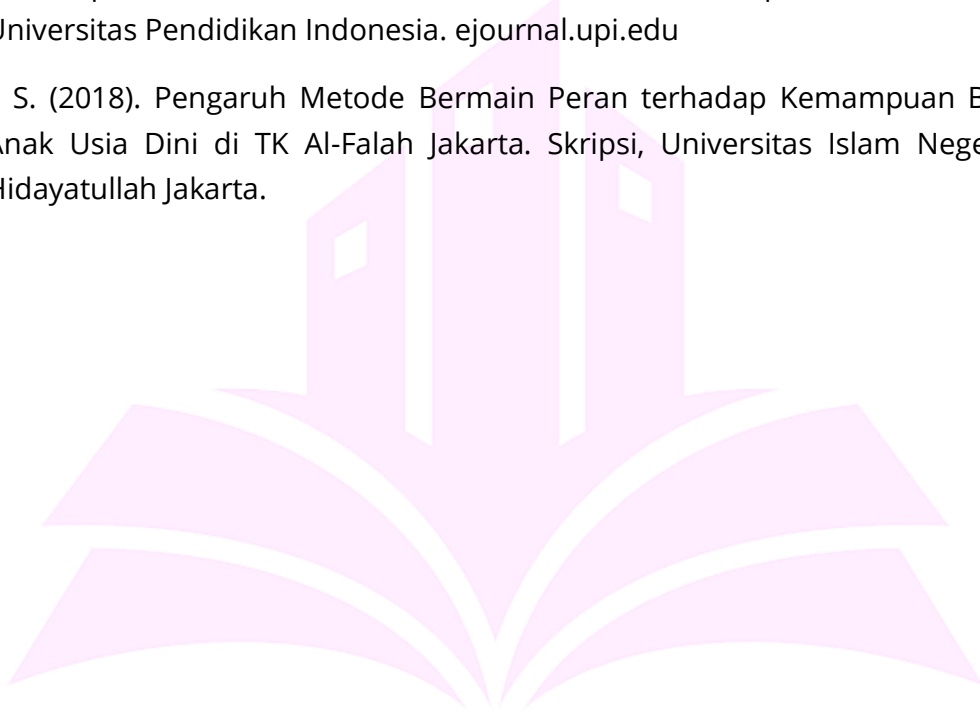 Universitas Pendidikan Indonesia. ejournal.upi.edu
S. (2018). Pengaruh Metode Bermain Peran terhadap Kemampuan
Anak Usia Dini di TK Al-Falah Jakarta. Skripsi, Universitas Islam
Hidayatullah Jakarta.